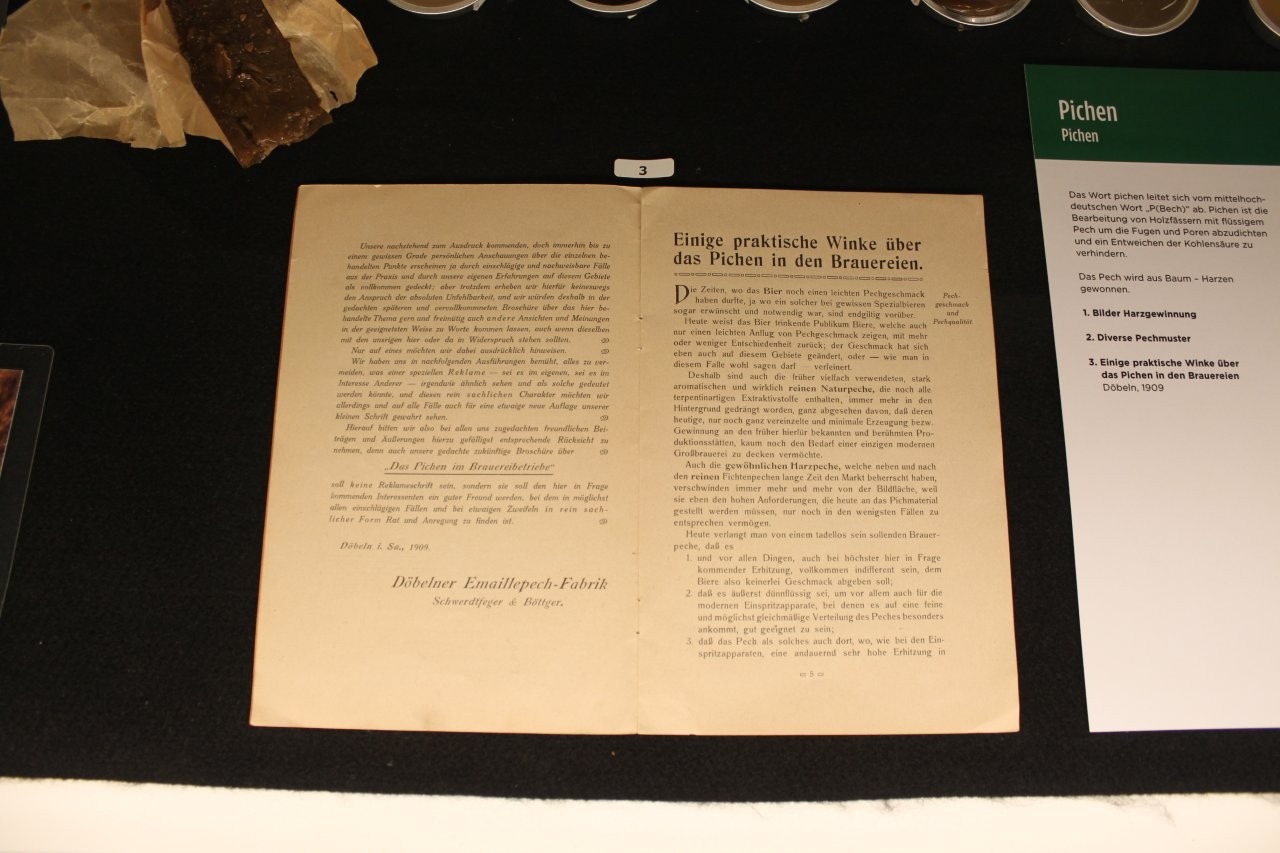 3
Unsere nachstehend zum Ausdruck kommenden, doch immerhin bis zu
einem gewissen Grade persönlichen Anschauungen über die einzelnen be-
handelten Punkte erscheinen ja durch einschlägige und nachweisbare Fälle
aus der Praxis und durch unsere eigenen Erfahrungen auf diesem Gebiete
als vollkommen gedeckt; aber trotzdem erheben wir hierfür keineswegs
den Anspruch der absoluten Unfehlbarkeit, und wir würden deshalb in der
gedachten späteren und vervollkommneten Broschüre über das hier be-
handelte Thema gern und freimütig auch andere Ansichten und Meinungen
in der geeignetsten Weise zu Worte kommen lassen, auch wenn dieselben
mit den unsrigen hier oder da in Widerspruch stehen sollten.
Nur auf eines möchten wir dabei ausdrücklich hinweisen.
Wir haben uns in nachfolgenden Ausführungen bemüht, alles zu ver-
meiden, was einer speziellen Reklame — sei es im eigenen, sei es im
Interesse Anderer — irgendwie ähnlich sehen und als solche gedeutet
werden könnte, und diesen rein sachlichen Charakter möchten wir
allerdings und auf alle Fälle auch für eine etwaige neue Auflage unserer
kleinen Schrift gewahrt sehen.
Hierauf bitten wir also bei allen uns zugedachten freundlichen Bei-
trägen und Äußerungen hierzu gefälligst entsprechende Rücksicht zu
nehmen, denn auch unsere gedachte zukünftige Broschüre über
„Das Pichen im Brauereibetriebe“
soll keine Reklameschrift sein, sondern sie soll den hier in Frage
kommenden Interessenten ein guter Freund werden, bei dem in möglichst
allen einschlägigen Fällen und bei etwaigen Zweifeln in rein sach-
licher Form Rat und Anregung zu finden ist.
Döbeln i. Sa., 1909.
Döbelner Emaillepech-Fabrik
Schwerdtfeger & Böttger.
Einige praktische Winke über
das Pichen in den Brauereien.
Die Zeiten, wo das Bier noch einen leichten Pechgeschmack
haben durfte, ja wo ein solcher bei gewissen Spezialbieren
sogar erwünscht und notwendig war, sind endgiltig vorüber.
Heute weist das Bier trinkende Publikum Biere, welche auch
nur einen leichten Anflug von Pechgeschmack zeigen, mit mehr
oder weniger Entschiedenheit zurück; der Geschmack hat sich
eben auch auf diesem Gebiete geändert, oder — wie man in
diesem Falle wohl sagen darf — verfeinert.
Deshalb sind auch die früher vielfach verwendeten, stark
aromatischen und wirklich reinen Naturpeche, die noch alle
terpentinartigen Extraktivstoffe enthalten, immer mehr in den
Hintergrund gedrängt worden, ganz abgesehen davon, daß deren
heutige, nur noch ganz vereinzelte und minimale Erzeugung bezw.
Gewinnung an den früher hierfür bekannten und berühmten Pro-
duktionsstätten, kaum noch den Bedarf einer einzigen modernen
Großbrauerei zu decken vermöchte.
Auch die gewöhnlichen Harzpeche, welche neben und nach
den reinen Fichtenpechen lange Zeit den Markt beherrscht haben,
verschwinden immer mehr und mehr von der Bildfläche, weil
sie eben den hohen Anforderungen, die heute an das Pichmaterial
gestellt werden müssen, nur noch in den wenigsten Fällen zu
entsprechen vermögen.
Heute verlangt man von einem tadellos sein sollenden Brauer-
peche, daß es
1. und vor allen Dingen, auch bei höchster hier in Frage
kommender Erhitzung, vollkommen indifferent sein, dem
Biere also keinerlei Geschmack abgeben soll;
2. daß es äußerst dünnflüssig sei, um vor allem auch für die
modernen Einspritzapparate, bei denen es auf eine feine
und möglichst gleichmäßige Verteilung des Peches besonders
ankommt, gut geeignet zu sein;
3. daß das Pech als solches auch dort, wo, wie bei den Ein-
spritzapparaten, eine andauernd sehr hohe Erhitzung in
5
Pech-
geschmack
und
Pechqualität
Pichen
Pichen
Das Wort pichen leitet sich vom mittelhoch-
deutschen Wort „P(Bech)“ ab. Pichen ist die
Bearbeitung von Holzfässern mit flüssigem
Pech um die Fugen und Poren abzudichten
und ein Entweichen der Kohlensäure zu
verhindern.
Das Pech wird aus Baum – Harzen
gewonnen.
1. Bilder Harzgewinnung
2. Diverse Pechmuster
3. Einige praktische Winke über
das Pichen in den Brauereien
Döbeln, 1909